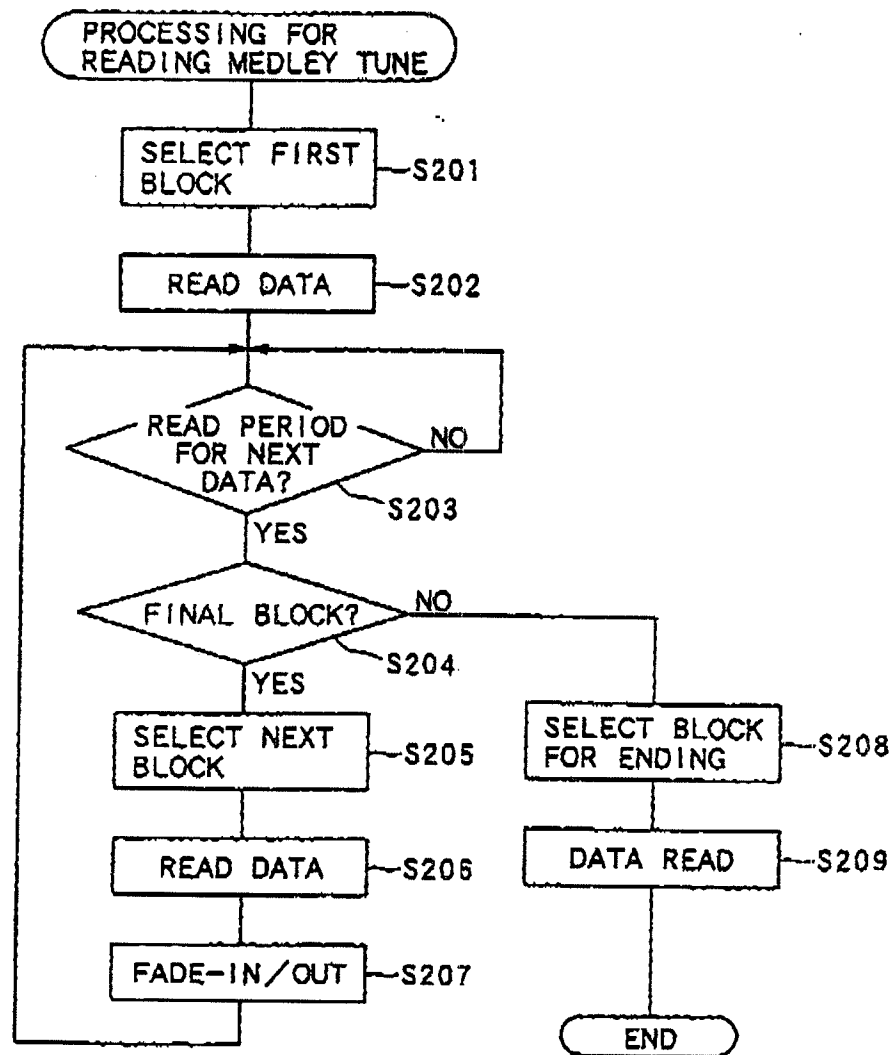 PROCESSING FOR
READING MEDLEY TUNE
SELECT FIRST
BLOCK
S201
READ DATA
S202
READ PERIOD
FOR NEXT
DATA?
NO
S203
YES
FINAL BLOCK?
NO
S204
YES
SELECT NEXT
BLOCK
S205
READ DATA
S206
FADE-IN/OUT
S207
SELECT BLOCK
FOR ENDING
S208
DATA READ
S209
END